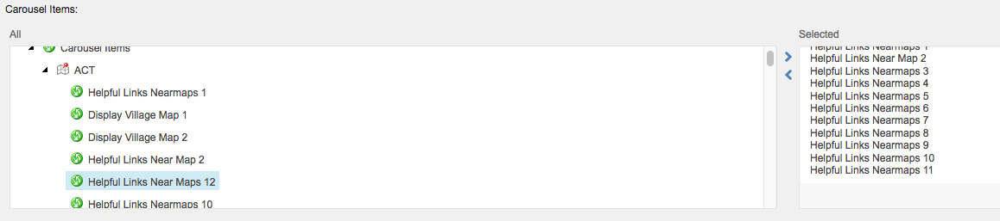 Carousel Items:
All
Carousel Items
ACT
Helpful Links Nearmaps 1
Display Village Map 1
Display Village Map 2
Helpful Links Near Map 2
Helpful Links Near Maps 12
Helpful Links Nearmaps 10
Selected
Helpful Links Nearmaps 1
Helpful Links Near Map 2
Helpful Links Nearmaps 3
Helpful Links Nearmaps 4
Helpful Links Nearmaps 5
Helpful Links Nearmaps 6
Helpful Links Nearmaps 7
Helpful Links Nearmaps 8
Helpful Links Nearmaps 9
Helpful Links Nearmaps 10
Helpful Links Nearmaps 11